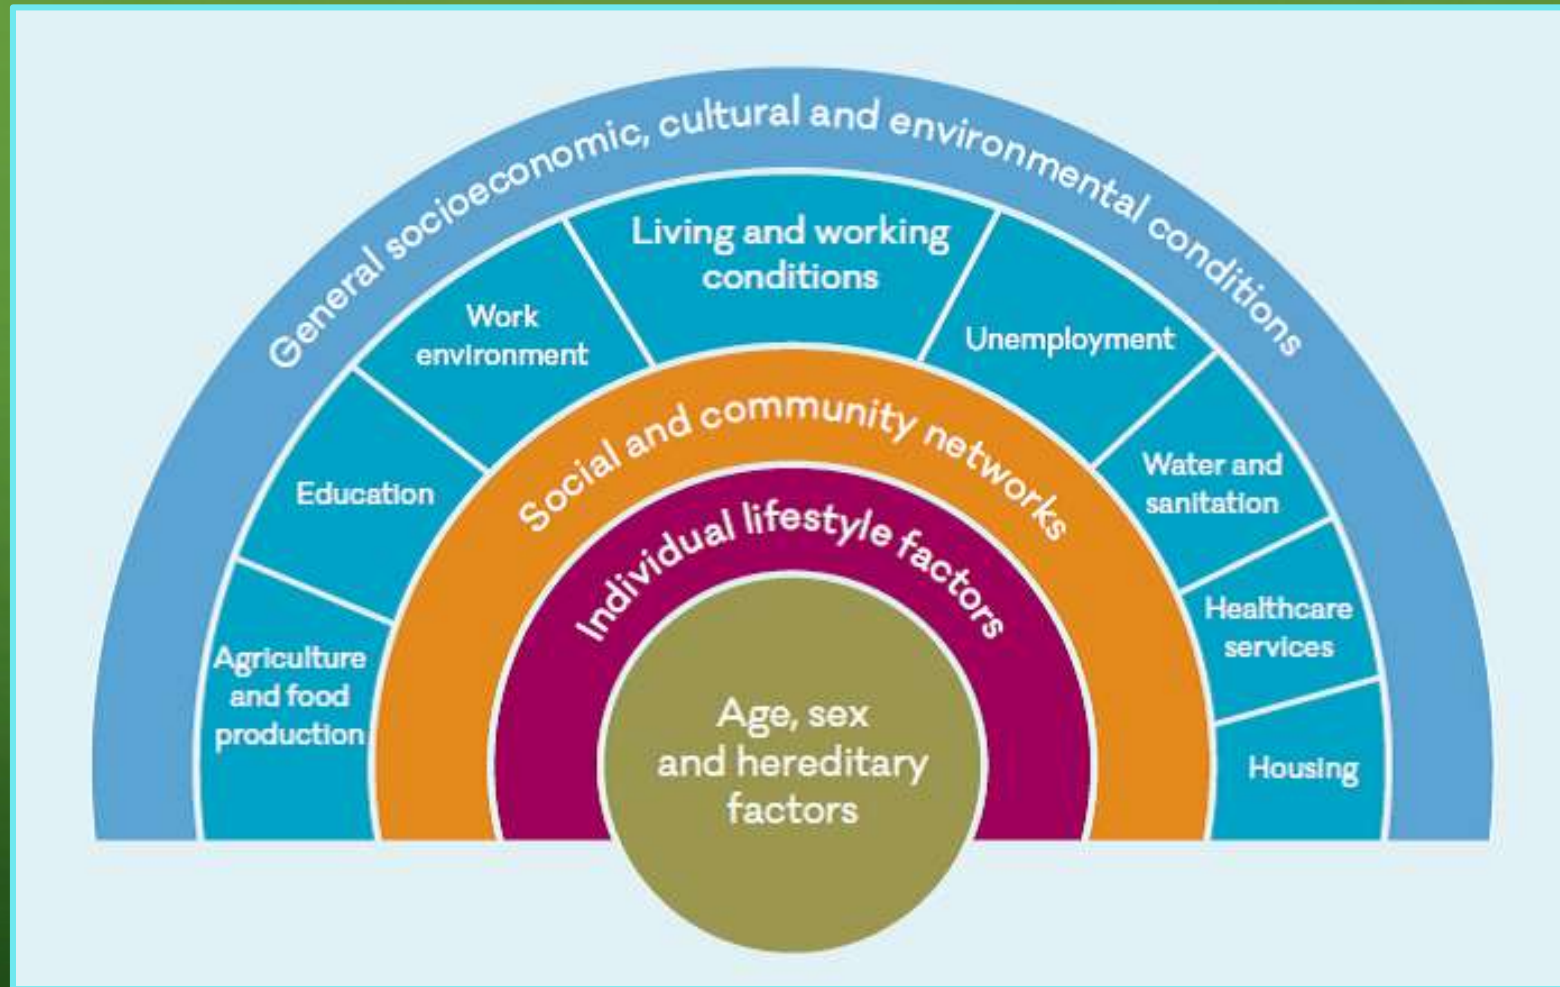 General socioeconomic, cultural and environmental conditions
Living and working
conditions
Work
environment
Unemployment
Education
Water and
sanitation
Agriculture
and food
production
Healthcare
services
Housing
Social and community networks
Individual lifestyle factors
Age, sex
and hereditary
factors